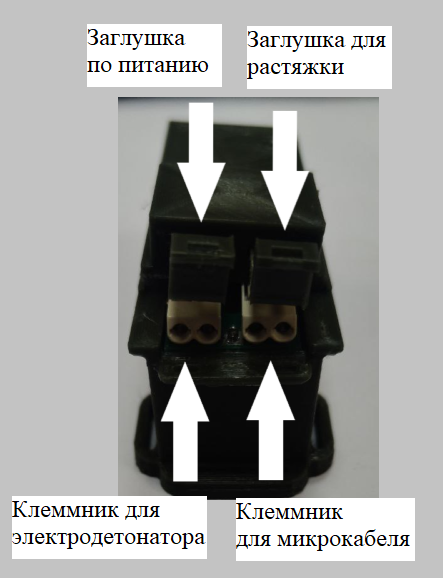 Заглушка
по питанию
Заглушка для
растяжки
Клеммник для
электродетонатора
Клеммник
для микрокабеля